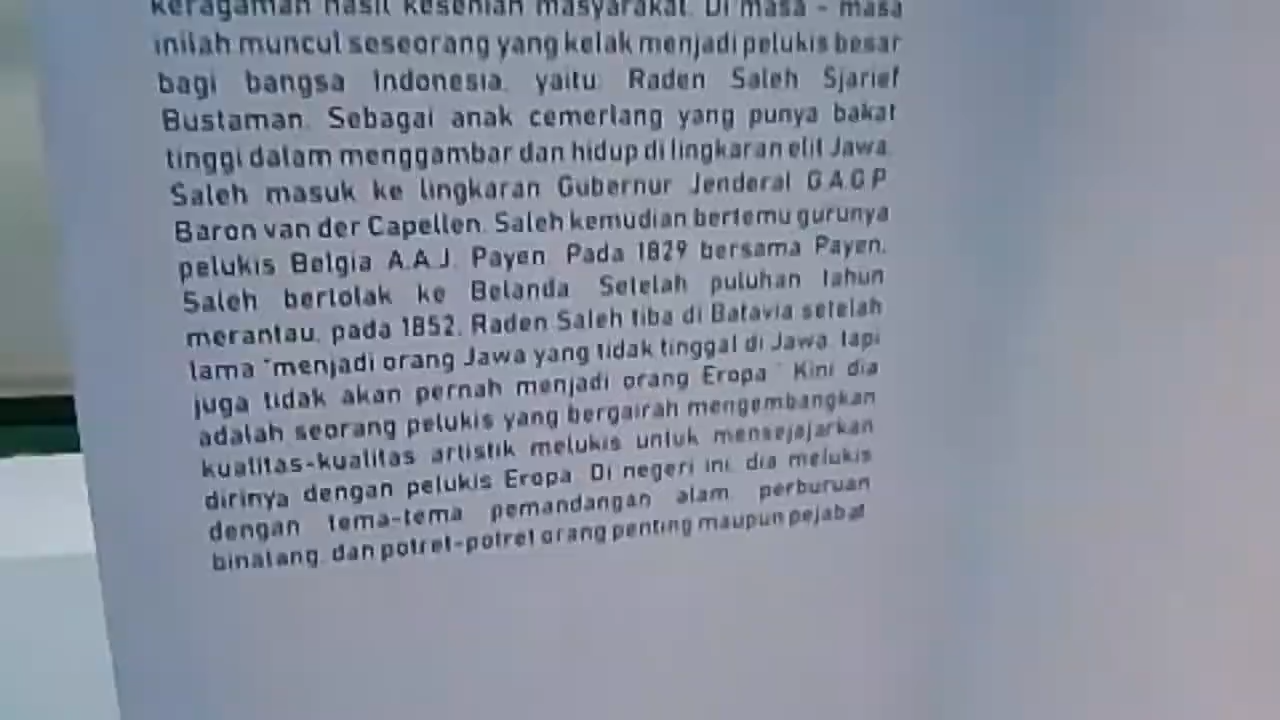 keragaman hasil kesenian masyarakat. Di masa - masa
inilah muncul seseorang yang kelak menjadi pelukis besar
bagi bangsa Indonesia, yaitu Raden Saleh Sjarief
Bustaman. Sebagai anak cemerlang yang punya bakat
tinggi dalam menggambar dan hidup di lingkaran elit Jawa,
Saleh masuk ke lingkaran Gubernur Jenderal G.A.G.P
Baron van der Capellen. Saleh kemudian bertemu gurunya
pelukis Belgia A.A.J. Payen. Pada 1829 bersama Payen,
Saleh bertolak ke Belanda. Setelah puluhan tahun
merantau, pada 1852, Raden Saleh tiba di Batavia setelah
lama "menjadi orang Jawa yang tidak tinggal di Jawa, tapi
juga tidak akan pernah menjadi orang Eropa." Kini dia
adalah seorang pelukis yang bergairah mengembangkan
kualitas-kualitas artistik melukis untuk mensejajarkan
dirinya dengan pelukis Eropa. Di negeri ini, dia melukis
dengan tema-tema pemandangan alam, perburuan
binatang, dan potret-potret orang penting maupun pejabat